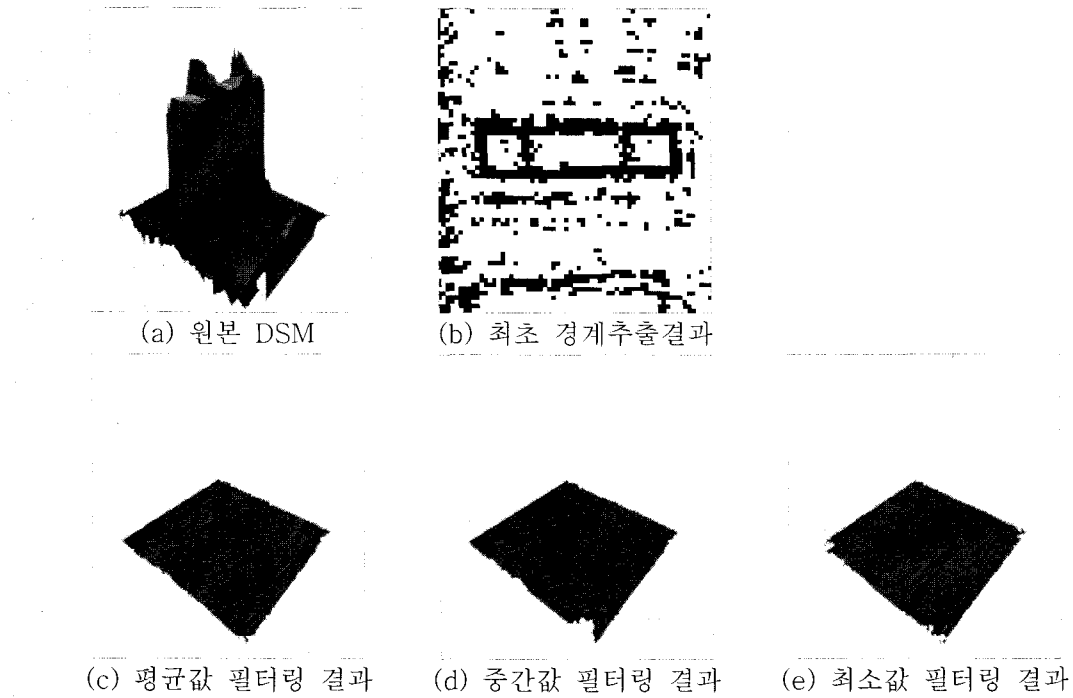 (a) 원본 DSM
(b) 최초 경계추출결과
(c) 평균값 필터링 결과
(d) 중간값 필터링 결과
(e) 최소값 필터링 결과